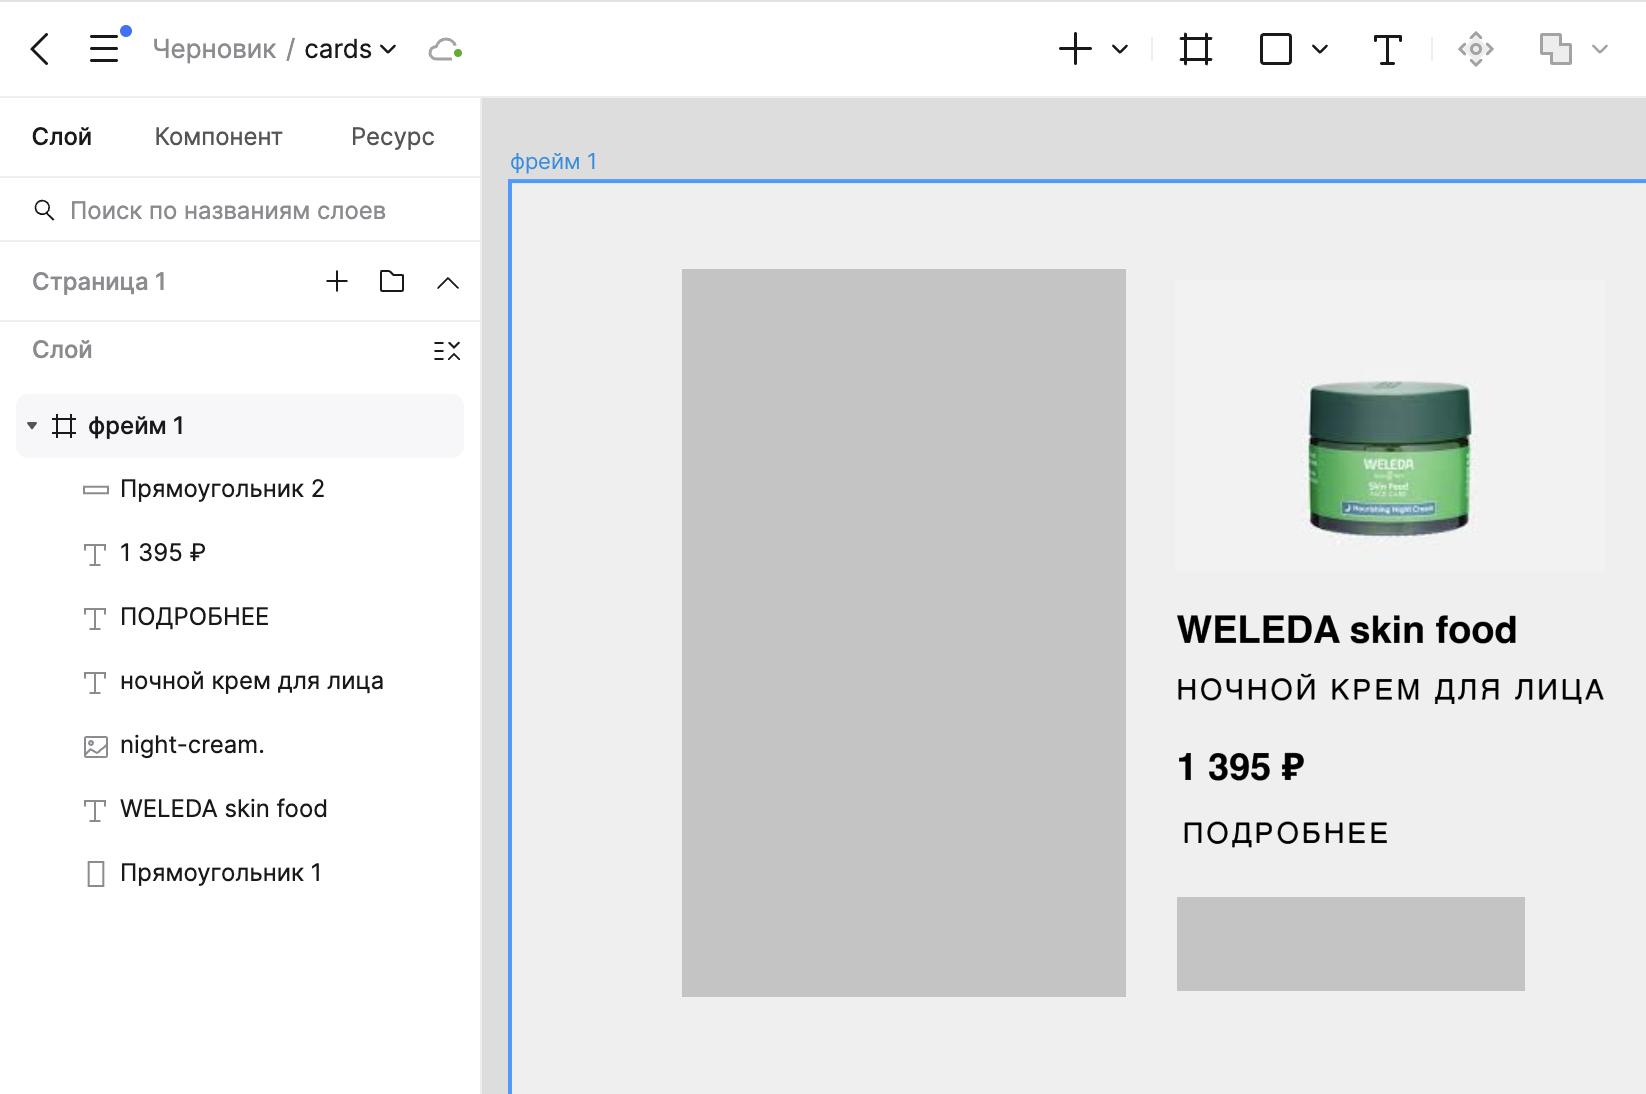 Черновик / cards
Слой Компонент Ресурс
Поиск по названиям слоев
Страница 1
Слой
фрейм 1
Прямоугольник 2
1 395 ₽
ПОДРОБНЕЕ
ночной крем для лица
night-cream.
WELEDA skin food
Прямоугольник 1
фрейм 1
WELEDA
Skin Food
FACE CARE
Nourishing Night Cream
WELEDA skin food
НОЧНОЙ КРЕМ ДЛЯ ЛИЦА
1 395 ₽
ПОДРОБНЕЕ